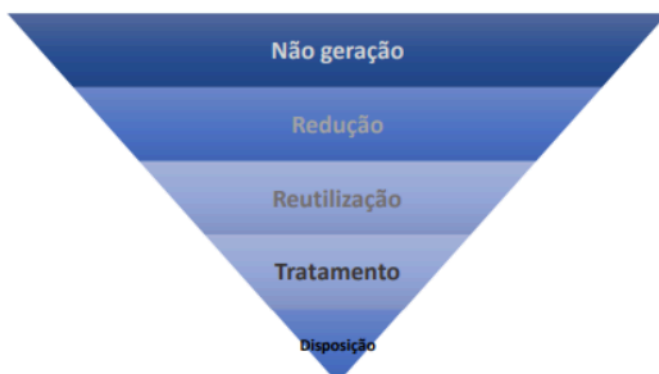 Não geração
Redução
Reutilização
Tratamento
Disposição